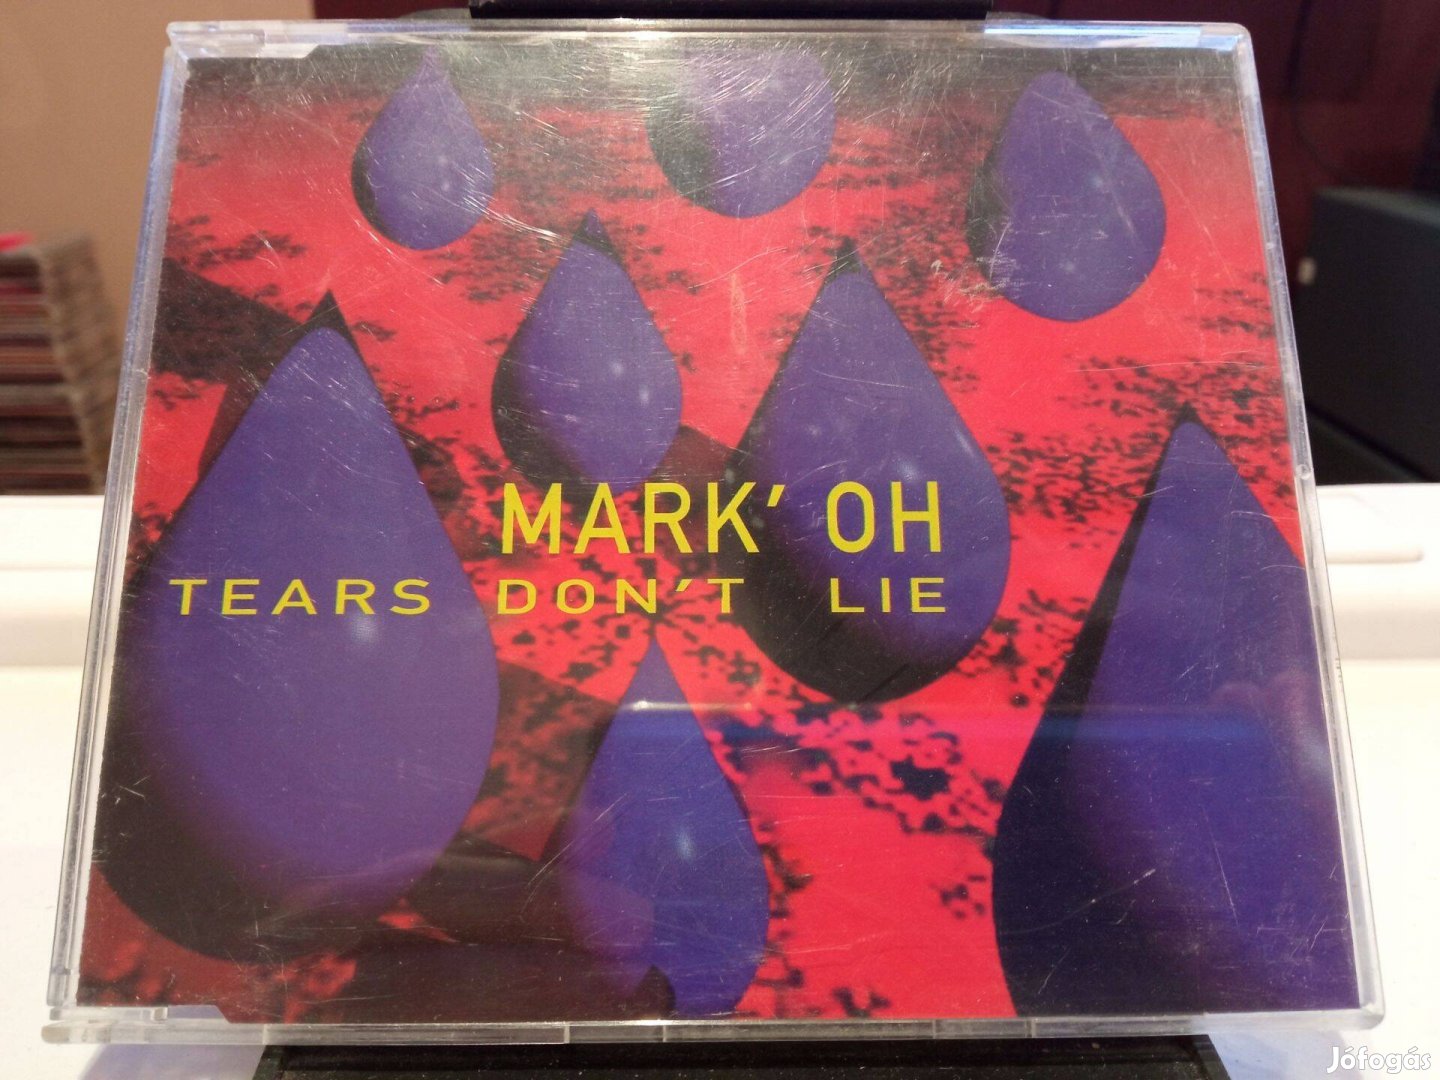 MARK' OH
TEARS DON'T LIE
Jófogás